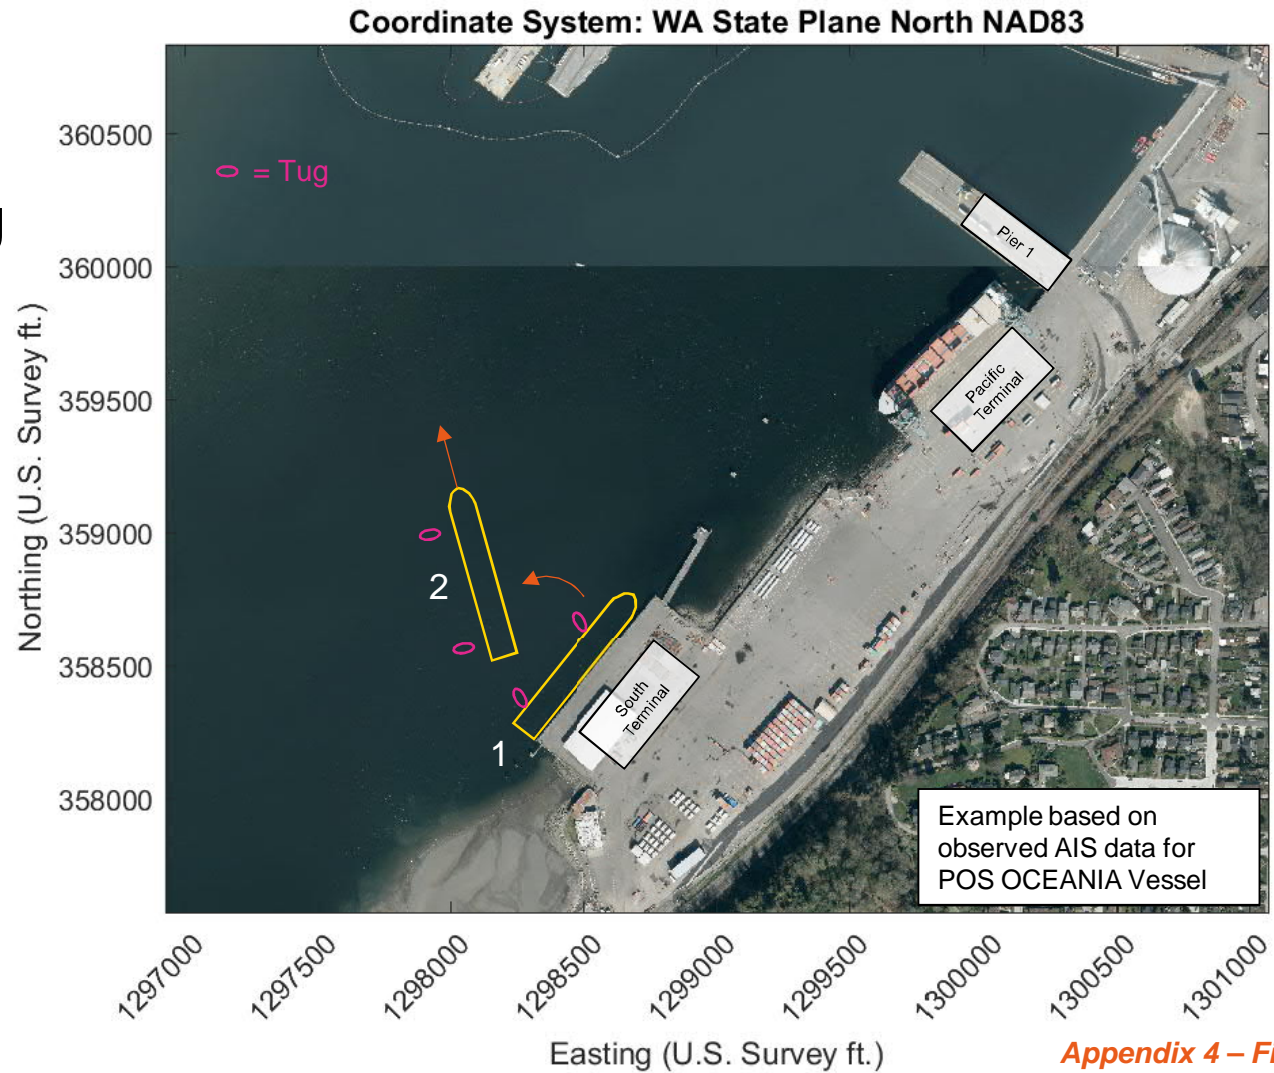 Coordinate System: WA State Plane North NAD83
Northing (U.S. Survey ft.)
360500
360000
359500
359000
358500
358000
= Tug
Pier 1
Pacific
Terminal
South
Terminal
2
1
Example based on
observed AIS data for
POS OCEANIA Vessel
1297000
1297500
1298000
1298500
1299000
1299500
1300000
1300500
1301000
Easting (U.S. Survey ft.)
Appendix 4 – Fi